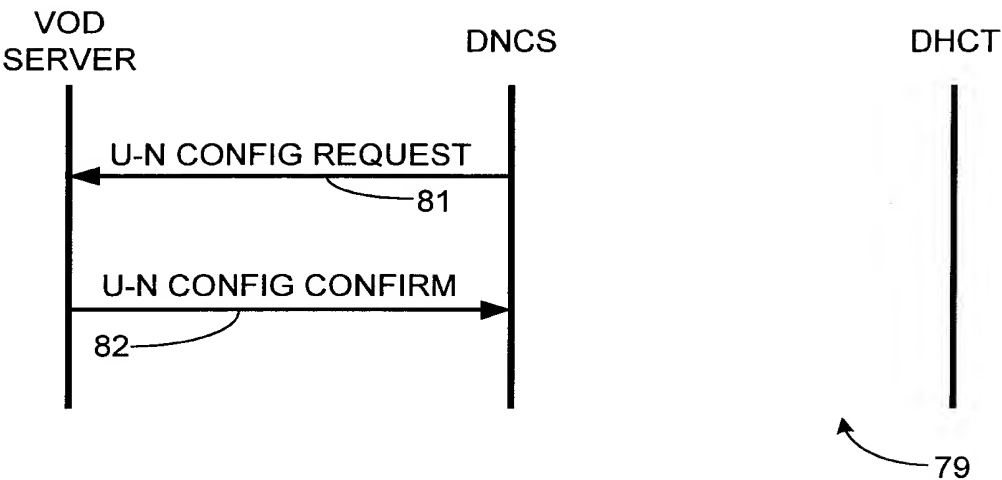 VOD
SERVER
DNCS
DHCT
U-N CONFIG REQUEST
81
U-N CONFIG CONFIRM
82
79